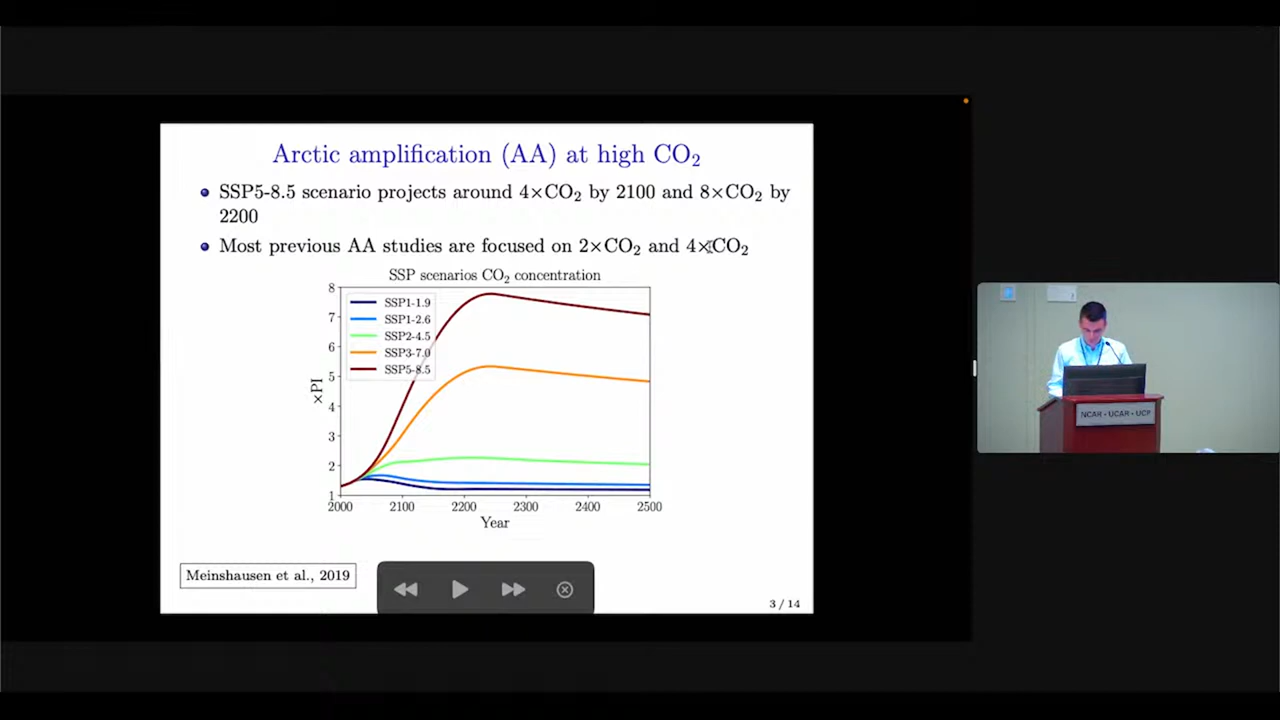 Arctic amplification (AA) at high CO₂
SSP5-8.5 scenario projects around 4×CO₂ by 2100 and 8×CO₂ by
2200
Most previous AA studies are focused on 2×CO₂ and 4×CO₂
SSP scenarios CO₂ concentration
8
7
6
5
4
3
2
1
×PI
SSP1-1.9
SSP1-2.6
SSP2-4.5
SSP3-7.0
SSP5-8.5
2000 2100 2200 2300 2400 2500
Year
Meinshausen et al., 2019
3 / 14
NCAR • UCAR • UCP